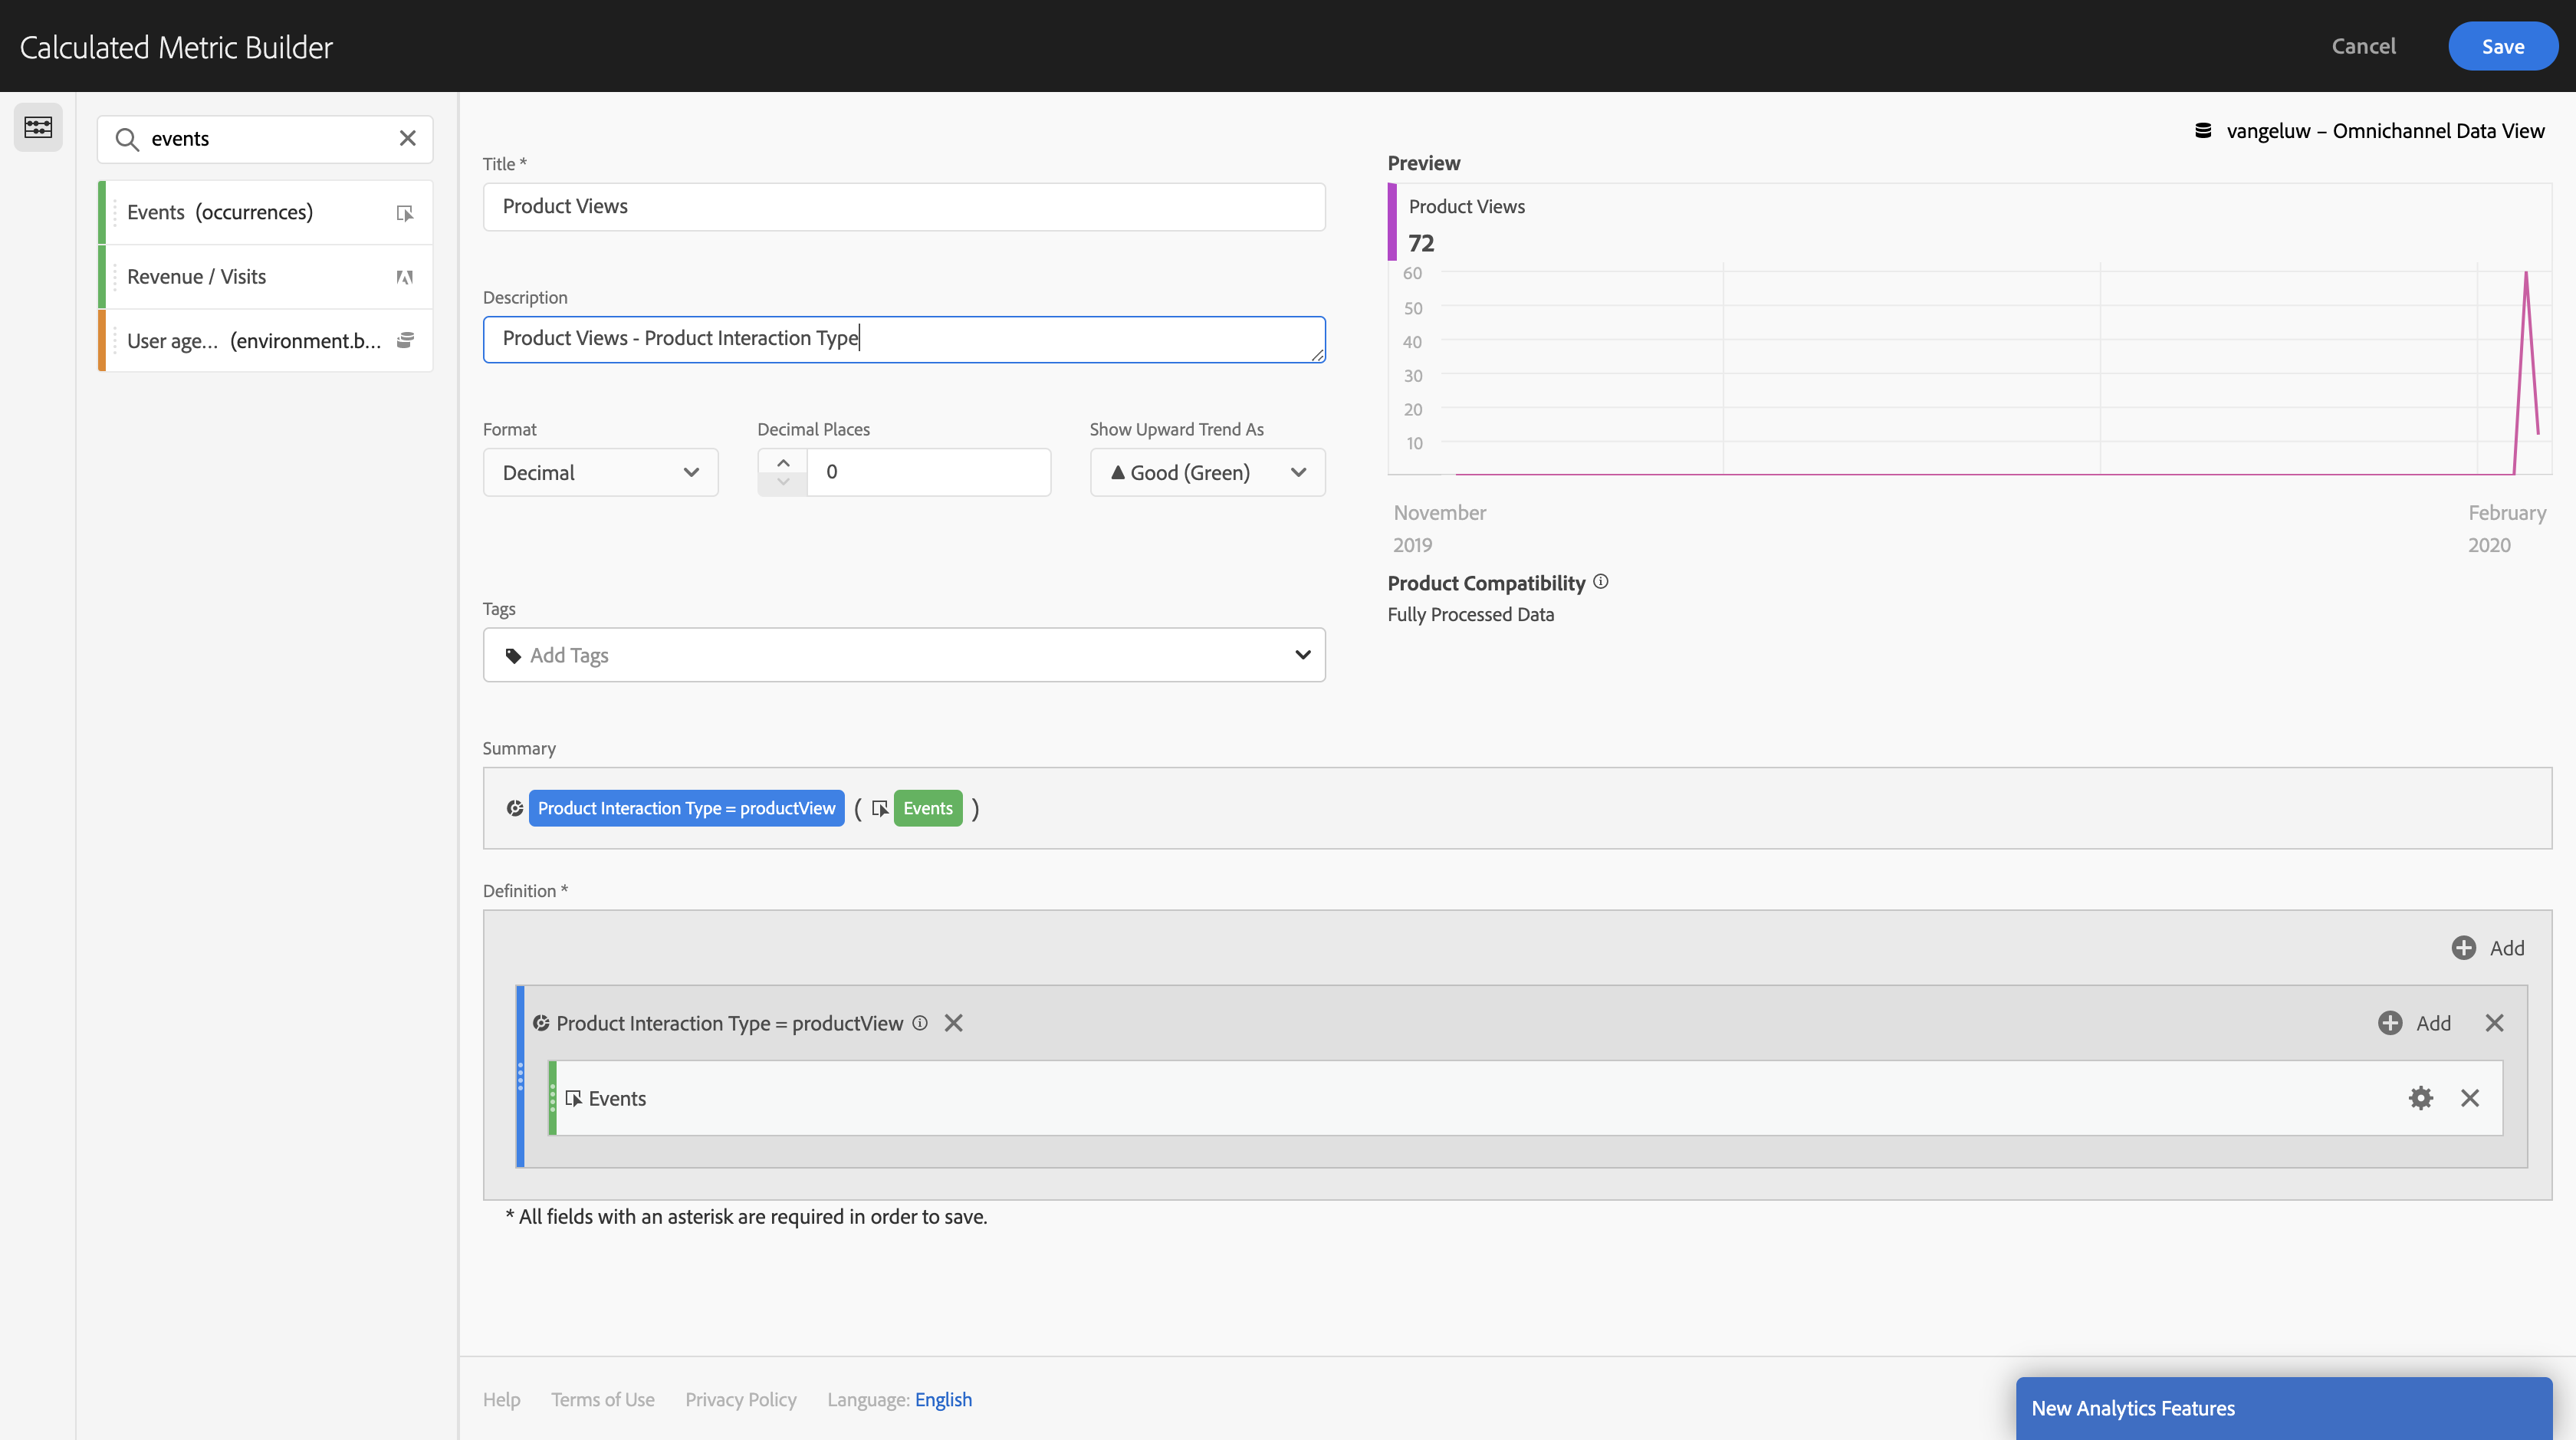 Calculated Metric Builder
Cancel
Save
events
Events (occurrences)
Revenue / Visits
User age... (environment.b...
vangeluw – Omnichannel Data View
Title *
Product Views
Description
Product Views - Product Interaction Type
Format
Decimal Places
Show Upward Trend As
Decimal
0
Good (Green)
Tags
Add Tags
Preview
Product Views
72
60
50
40
30
20
10
November
2019
February
2020
Product Compatibility
Fully Processed Data
Summary
Product Interaction Type = productView ( Events )
Definition *
Add
Product Interaction Type = productView
Add
Events
* All fields with an asterisk are required in order to save.
Help
Terms of Use
Privacy Policy
Language: English
New Analytics Features